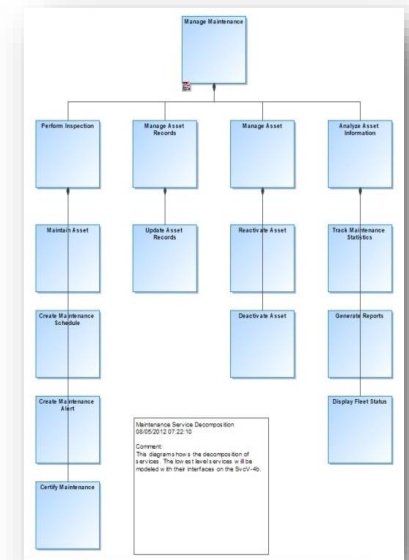 Manage Maintenance
Perform Inspection
Manage Asset
Records
Manage Asset
Analyze Asset
Information
Maintain Asset
Update Asset
Records
Reactivate Asset
Track Maintenance
Statistics
Create Maintenance
Schedule
Deactivate Asset
Generate Reports
Create Maintenance
Alert
Display Fleet Status
Certify Maintenance
Maintenance Service Decomposition
08/05/2012 07:22:10
Comment:
This diagram shows the decomposition of
services. The lowest level services will be
modeled with their interfaces on the SvcV-4b.